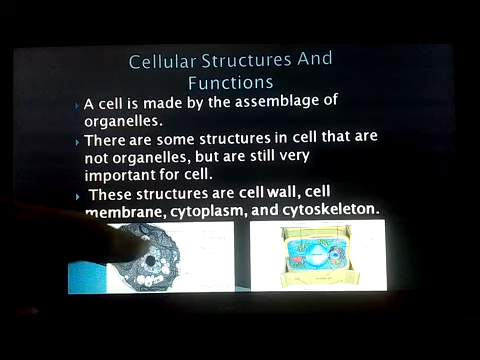 Cellular Structures And
Functions
A cell is made by the assemblage of
organelles.
There are some structures in cell that are
not organelles, but are still very
important for cell.
These structures are cell wall, cell
membrane, cytoplasm, and cytoskeleton.